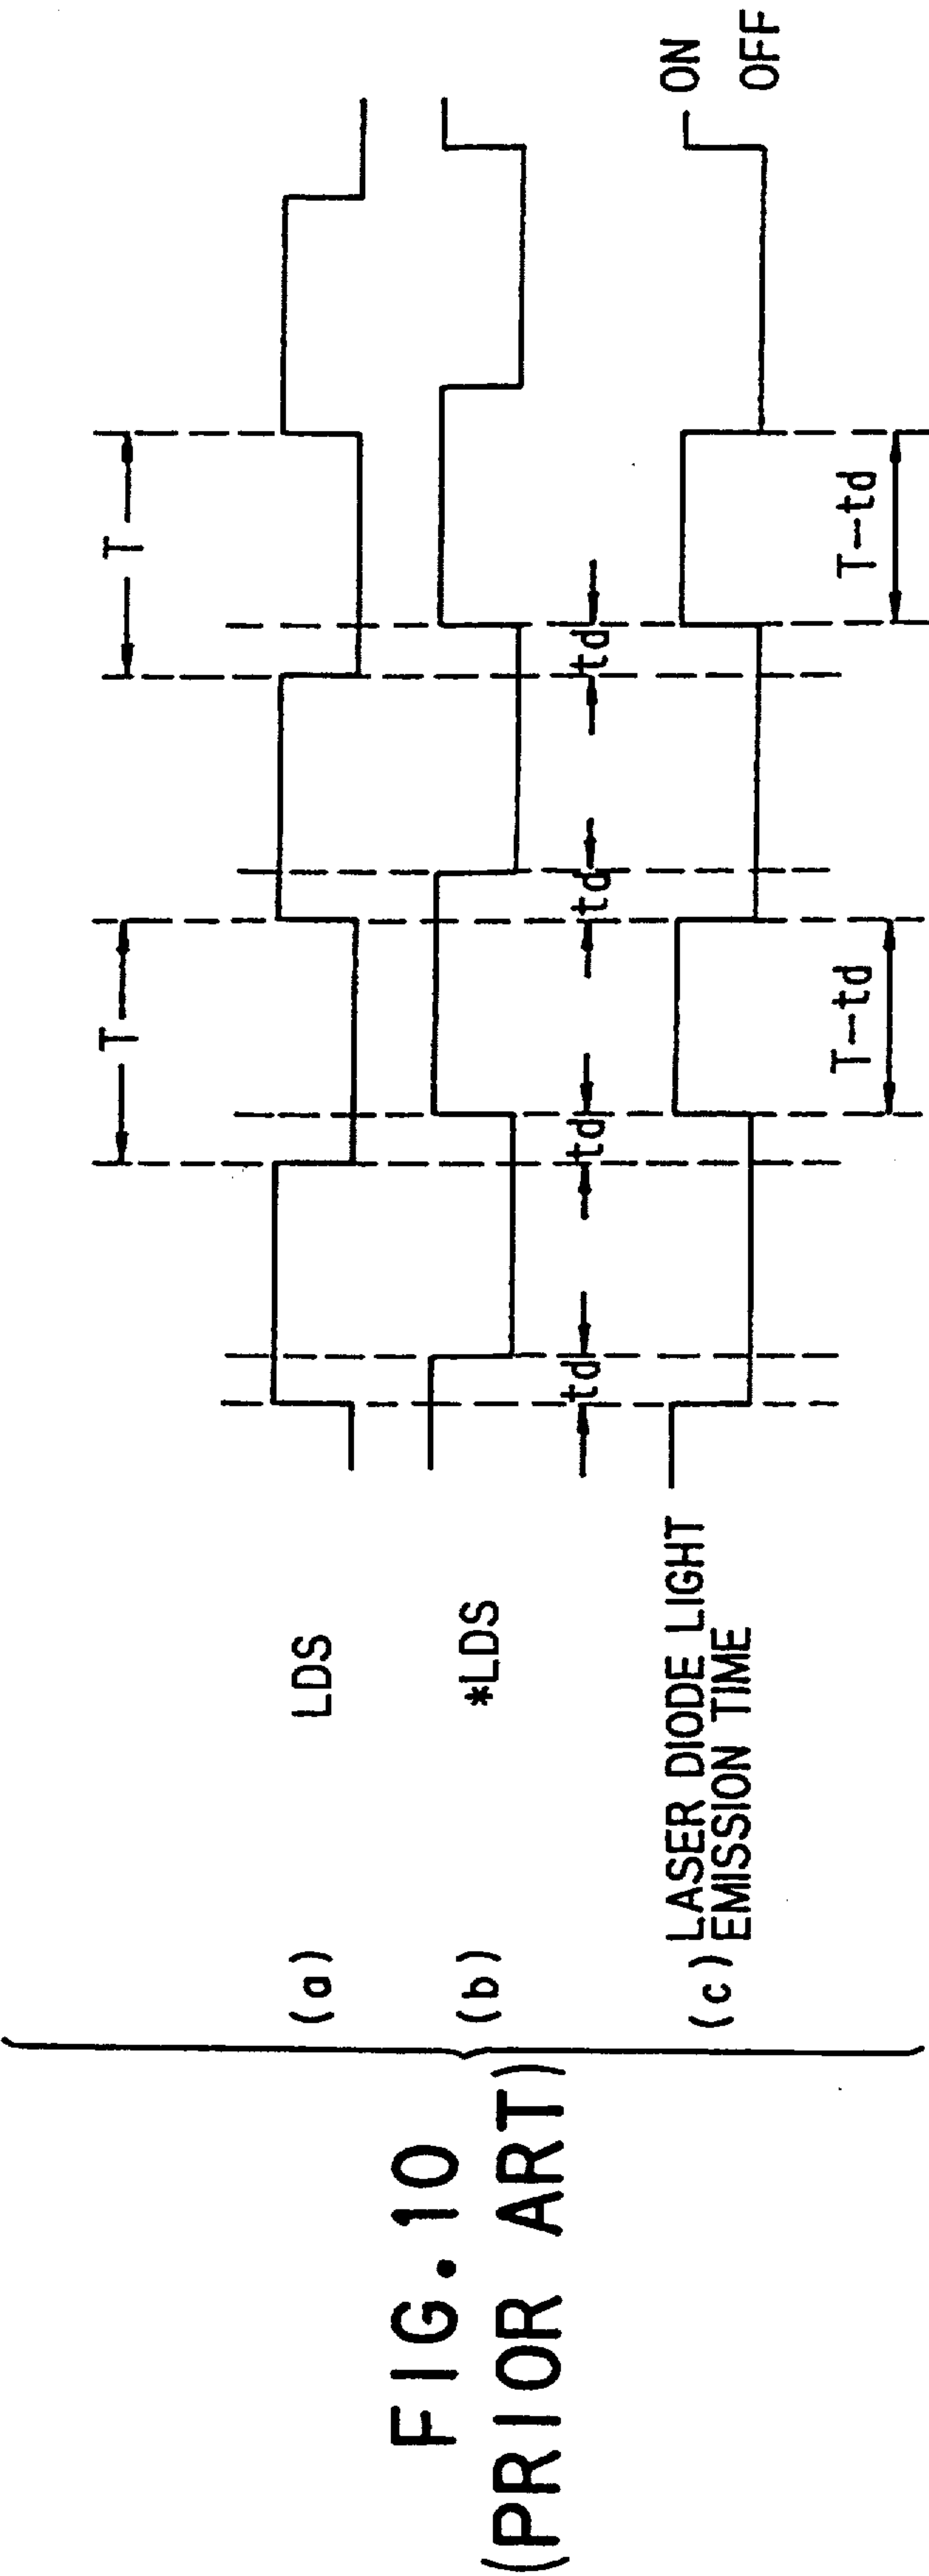 FIG. 10
(PRIOR ART)
(a) LDS
(b) *LDS
(c) LASER DIODE LIGHT
EMISSION TIME
T
T
td
td
td
td
T-td
T-td
ON
OFF